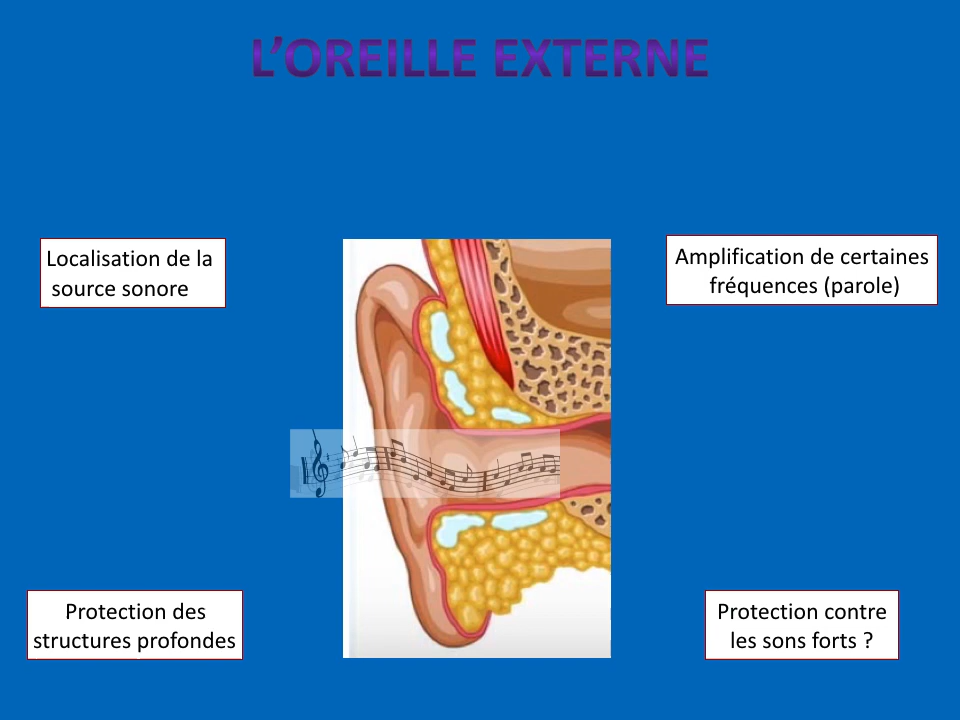 L’OREILLE EXTERNE
Localisation de la
source sonore
Amplification de certaines
fréquences (parole)
Protection des
structures profondes
Protection contre
les sons forts ?